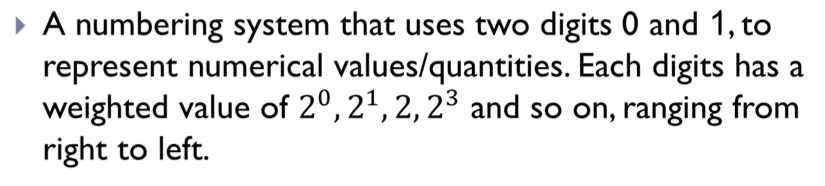 A numbering system that uses two digits 0 and 1, to
represent numerical values/quantities. Each digits has a
weighted value of 2⁰, 2¹, 2, 2³ and so on, ranging from
right to left.